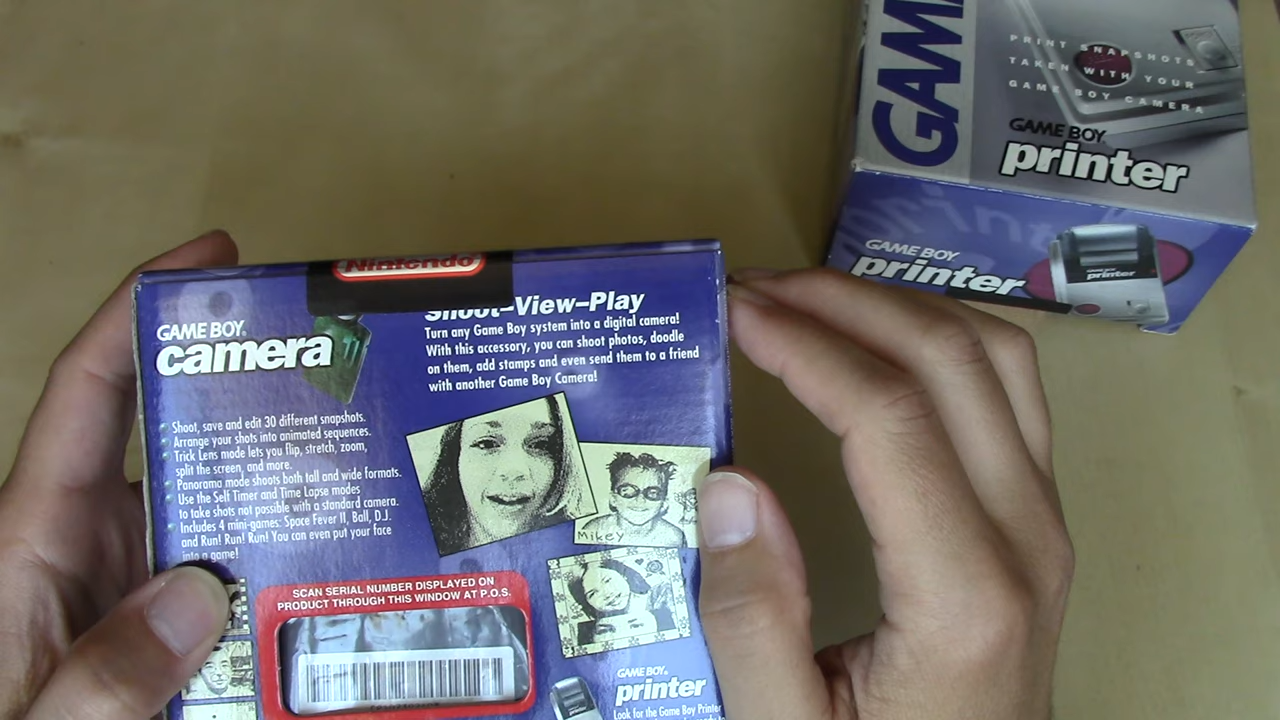 GAM
PRINT SNAPSHOTS
TAKEN WITH YOUR
GAME BOY CAMERA
GAME BOY
printer
GAME BOY
printer
GAME BOY
printer
Nintendo
GAME BOY
camera
Shoot-View-Play
Turn any Game Boy system into a digital camera!
With this accessory, you can shoot photos, doodle
on them, add stamps and even send them to a friend
with another Game Boy Camera!
Shoot, save and edit 30 different snapshots.
Arrange your shots into animated sequences.
Trick Lens mode lets you flip, stretch, zoom,
split the screen, and more.
Panorama mode shoots both tall and wide formats.
Use the Self Timer and Time Lapse modes
to take shots not possible with a standard camera.
Includes 4 mini-games: Space Fever II, Ball, D.J.
and Run! Run! Run! You can even put your face
into a game!
Mikey
SCAN SERIAL NUMBER DISPLAYED ON
PRODUCT THROUGH THIS WINDOW AT P.O.S.
GAME BOY
printer
Look for the Game Boy Printer